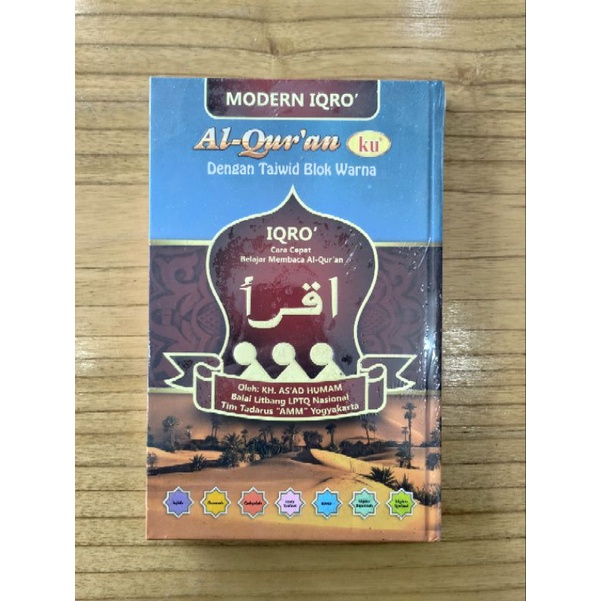 MODERN IQRO'
Al-Qur'an ku
Dengan Tajwid Blok Warna
IQRO'
Cara Cepat
Belajar Membaca Al-Qur'an
اقرأ
Oleh: KH. AS'AD HUMAM
Balai Litbang LPTQ Nasional
Tim Tadarus "AMM" Yogyakarta